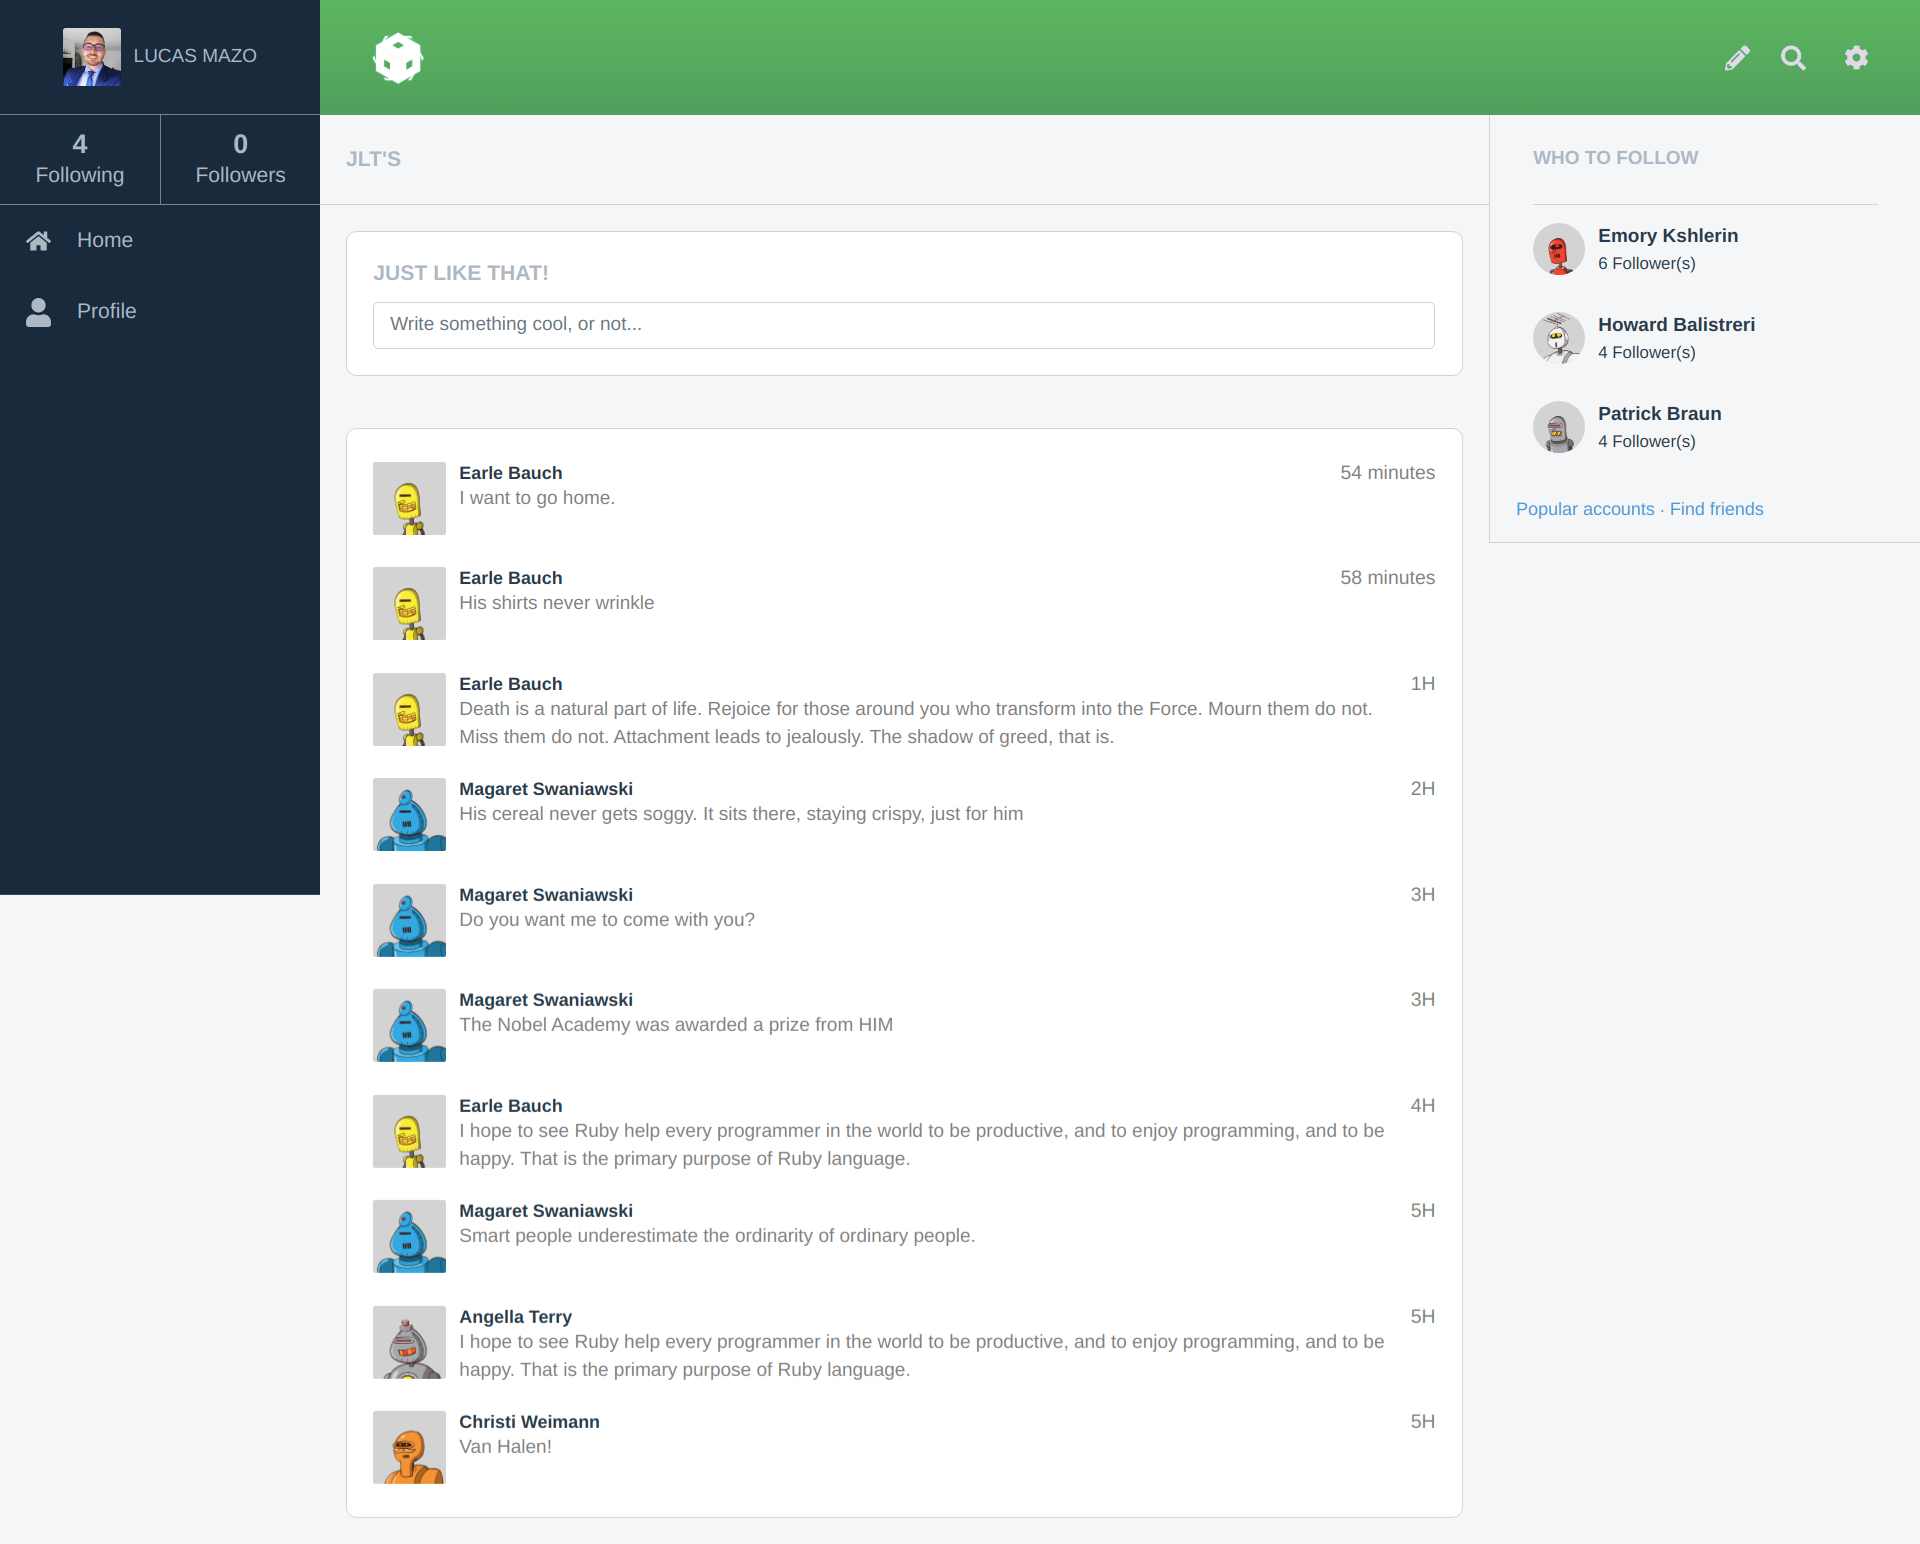 LUCAS MAZO
4
Following
0
Followers
Home
Profile
JLT'S
JUST LIKE THAT!
Write something cool, or not...
Earle Bauch
54 minutes
I want to go home.
Earle Bauch
58 minutes
His shirts never wrinkle
Earle Bauch
1H
Death is a natural part of life. Rejoice for those around you who transform into the Force. Mourn them do not.
Miss them do not. Attachment leads to jealously. The shadow of greed, that is.
Magaret Swaniawski
2H
His cereal never gets soggy. It sits there, staying crispy, just for him
Magaret Swaniawski
3H
Do you want me to come with you?
Magaret Swaniawski
3H
The Nobel Academy was awarded a prize from HIM
Earle Bauch
4H
I hope to see Ruby help every programmer in the world to be productive, and to enjoy programming, and to be
happy. That is the primary purpose of Ruby language.
Magaret Swaniawski
5H
Smart people underestimate the ordinarity of ordinary people.
Angella Terry
5H
I hope to see Ruby help every programmer in the world to be productive, and to enjoy programming, and to be
happy. That is the primary purpose of Ruby language.
Christi Weimann
5H
Van Halen!
WHO TO FOLLOW
Emory Kshlerin
6 Follower(s)
Howard Balistreri
4 Follower(s)
Patrick Braun
4 Follower(s)
Popular accounts · Find friends